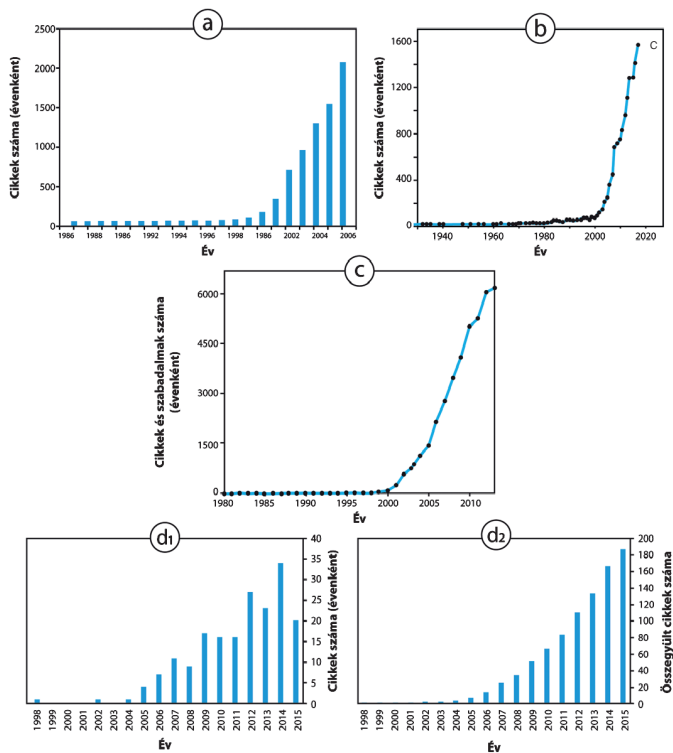 a
Cikkek száma (évenként)
2500
2000
1500
1000
500
0
1986 1988 1986 1992 1994 1996 1998 1986 2002 2004 2006
Év
b
Cikkek száma (évenként)
1600
1200
800
400
0
1940 1960 1980 2000 2020
Év
C
c
Cikkek és szabadalmak száma
(évenként)
6000
4500
3000
1500
0
1980 1985 1990 1995 2000 2005 2010
Év
d1
40
35
30
25
20
15
10
5
0
Cikkek száma (évenként)
1998 1999 2000 2001 2002 2003 2004 2005 2006 2007 2008 2009 2010 2011 2012 2013 2014 2015
Év
d2
200
180
160
140
120
100
80
60
40
20
0
Összegyült cikkek száma
1998 1999 2000 2001 2002 2003 2004 2005 2006 2007 2008 2009 2010 2011 2012 2013 2014 2015
Év